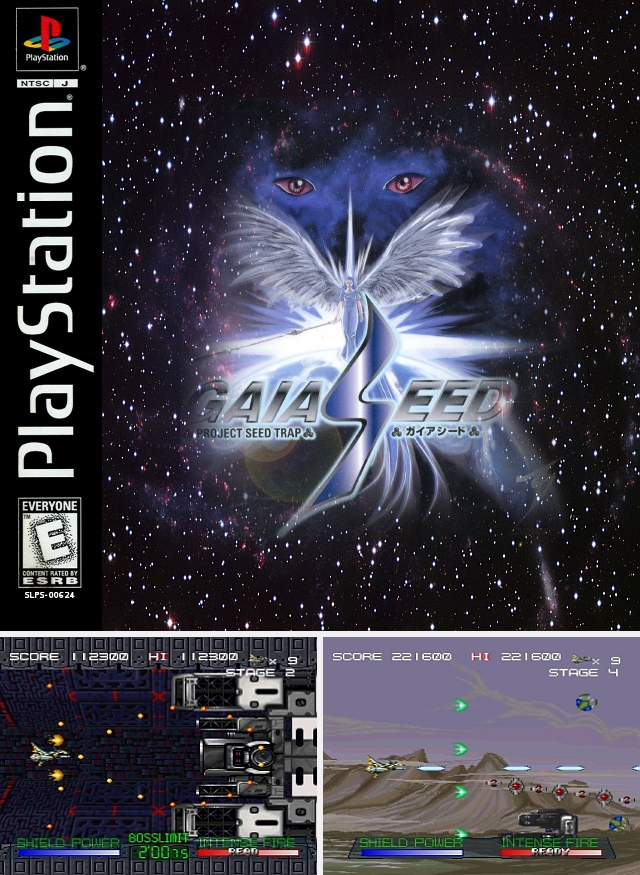 PlayStation
®
NTSC J
PlayStation
®
GAIA SEED
PROJECT SEED TRAP
ガイアシード
EVERYONE
TM
E
CONTENT RATED BY
ESRB
SLPS-00624
SCORE 112300 HI 112300 x 9
STAGE 2
SHIELD POWER
BOSSLIMIT
2'00"75
INTENSE FIRE
SCORE 221600 HI 221600 x 9
STAGE 4
SHIELD POWER
INTENSE FIRE
READY